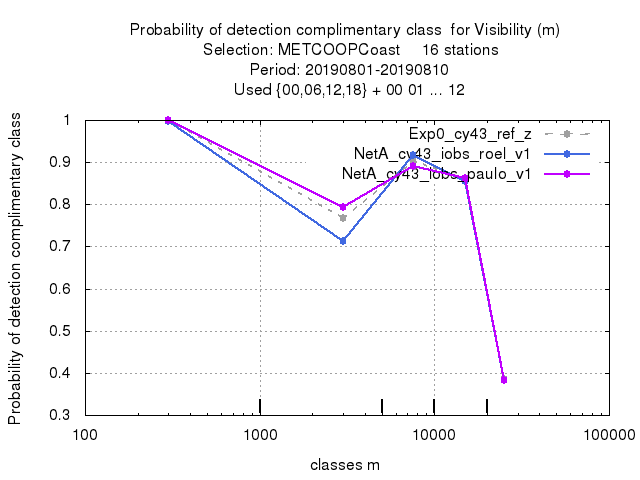 Probability of detection complimentary class  for Visibility (m)
Selection: METCOOPCoast     16 stations
Period: 20190801-20190810
Used {00,06,12,18} + 00 01 ... 12
Probability of detection complimentary class
1
0.9
0.8
0.7
0.6
0.5
0.4
0.3
Exp0_cy43_ref_z
NetA_cy43_iobs_roel_v1
NetA_cy43_iobs_paulo_v1
100
1000
10000
100000
classes m